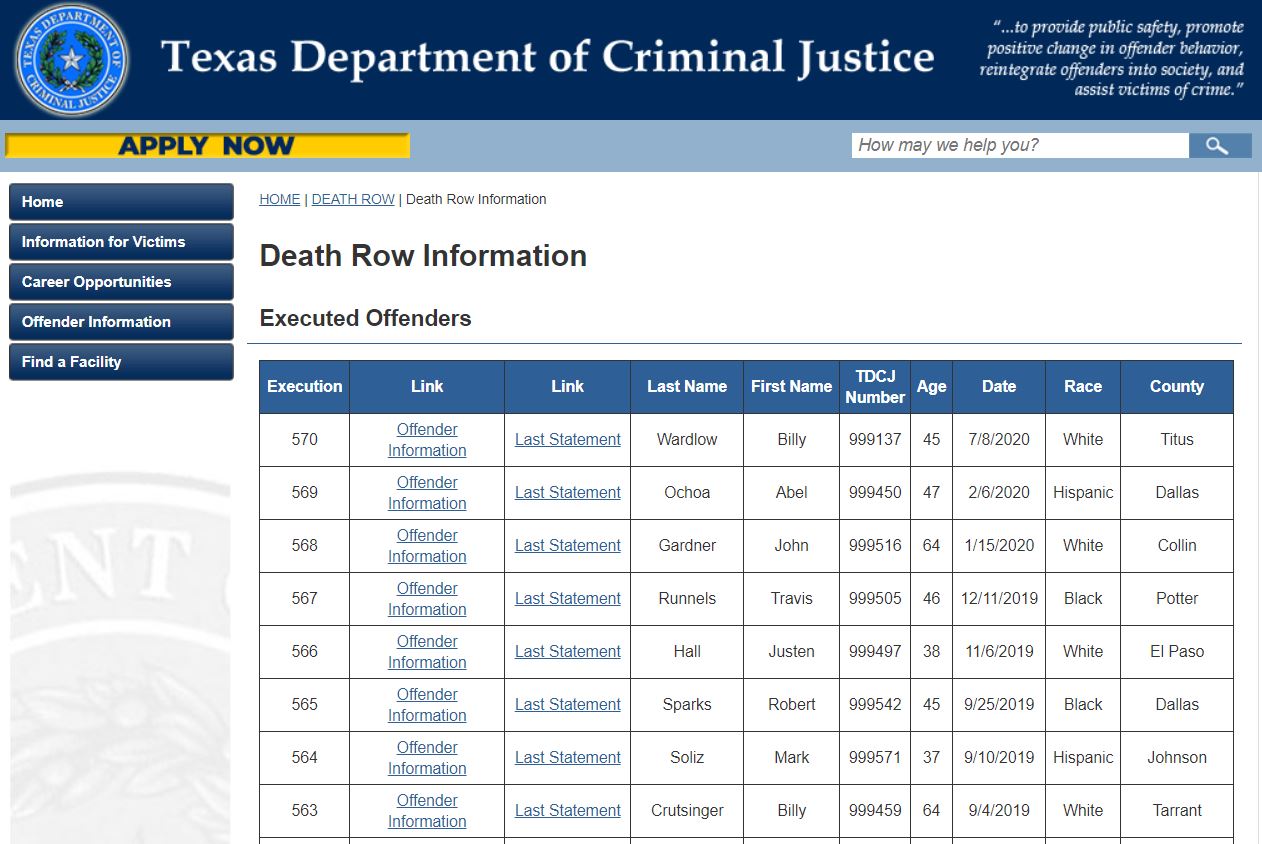 TEXAS DEPARTMENT OF
CRIMINAL JUSTICE
Texas Department of Criminal Justice
“...to provide public safety, promote
positive change in offender behavior,
reintegrate offenders into society, and
assist victims of crime.”
APPLY NOW
How may we help you?
Home
Information for Victims
Career Opportunities
Offender Information
Find a Facility
HOME | DEATH ROW | Death Row Information
Death Row Information
Executed Offenders
Execution Link Link Last Name First Name TDCJ Number Age Date Race County
570 Offender Information Last Statement Wardlow Billy 999137 45 7/8/2020 White Titus
569 Offender Information Last Statement Ochoa Abel 999450 47 2/6/2020 Hispanic Dallas
568 Offender Information Last Statement Gardner John 999516 64 1/15/2020 White Collin
567 Offender Information Last Statement Runnels Travis 999505 46 12/11/2019 Black Potter
566 Offender Information Last Statement Hall Justen 999497 38 11/6/2019 White El Paso
565 Offender Information Last Statement Sparks Robert 999542 45 9/25/2019 Black Dallas
564 Offender Information Last Statement Soliz Mark 999571 37 9/10/2019 Hispanic Johnson
563 Offender Information Last Statement Crutsinger Billy 999459 64 9/4/2019 White Tarrant